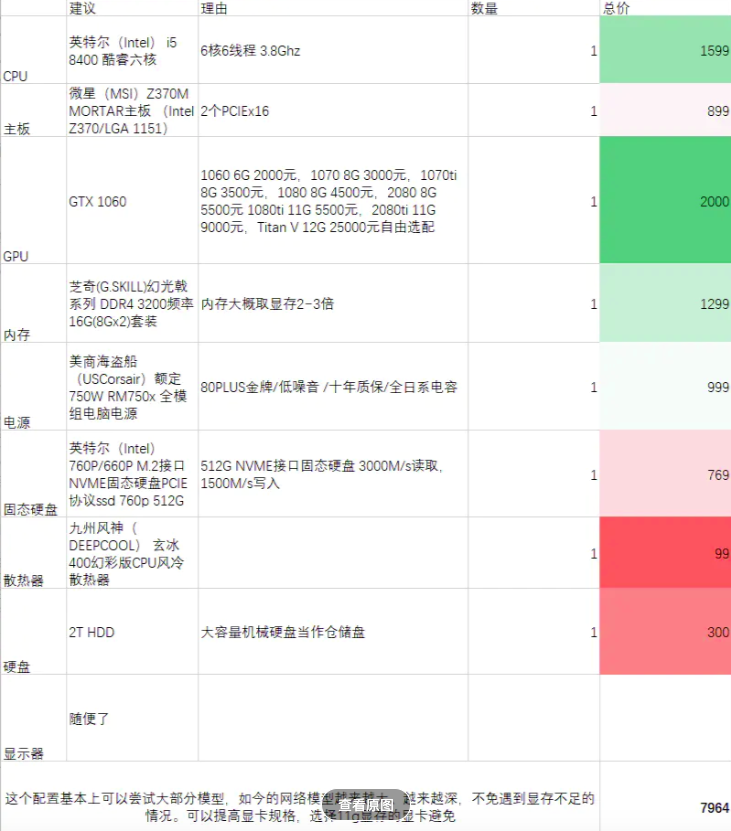 建议 理由 数量 总价
CPU
英特尔（Intel） i5
8400 酷睿六核
6核6线程 3.8Ghz
1
1599
主板
微星（MSI）Z370M
MORTAR主板 （Intel
Z370/LGA 1151）
2个PCIEx16
1
899
GPU
GTX 1060
1060 6G 2000元，1070 8G 3000元，1070ti
8G 3500元，1080 8G 4500元，2080 8G
5500元 1080ti 11G 5500元，2080ti 11G
9000元，Titan V 12G 25000元自由选配
1
2000
内存
芝奇(G.SKILL)幻光戟
系列 DDR4 3200频率
16G(8Gx2)套装
内存大概取显存2-3倍
1
1299
电源
美商海盗船
（USCorsair）额定
750W RM750x 全模
组电脑电源
80PLUS金牌/低噪音 /十年质保/全日系电容
1
999
固态硬盘
英特尔（Intel）
760P/660P M.2接口
NVME固态硬盘PCIE
协议ssd 760p 512G
512G NVME接口固态硬盘 3000M/s读取，
1500M/s写入
1
769
散热器
九州风神（
DEEPCOOL） 玄冰
400幻彩版CPU风冷
散热器
1
99
硬盘
2T HDD
大容量机械硬盘当作仓储盘
1
300
显示器
随便了
这个配置基本上可以尝试大部分模型，如今的网络模型越来越大，越来越深，不免遇到显存不足的
情况。可以提高显卡规格，选择11g显存的显卡避免
7964
查看原图